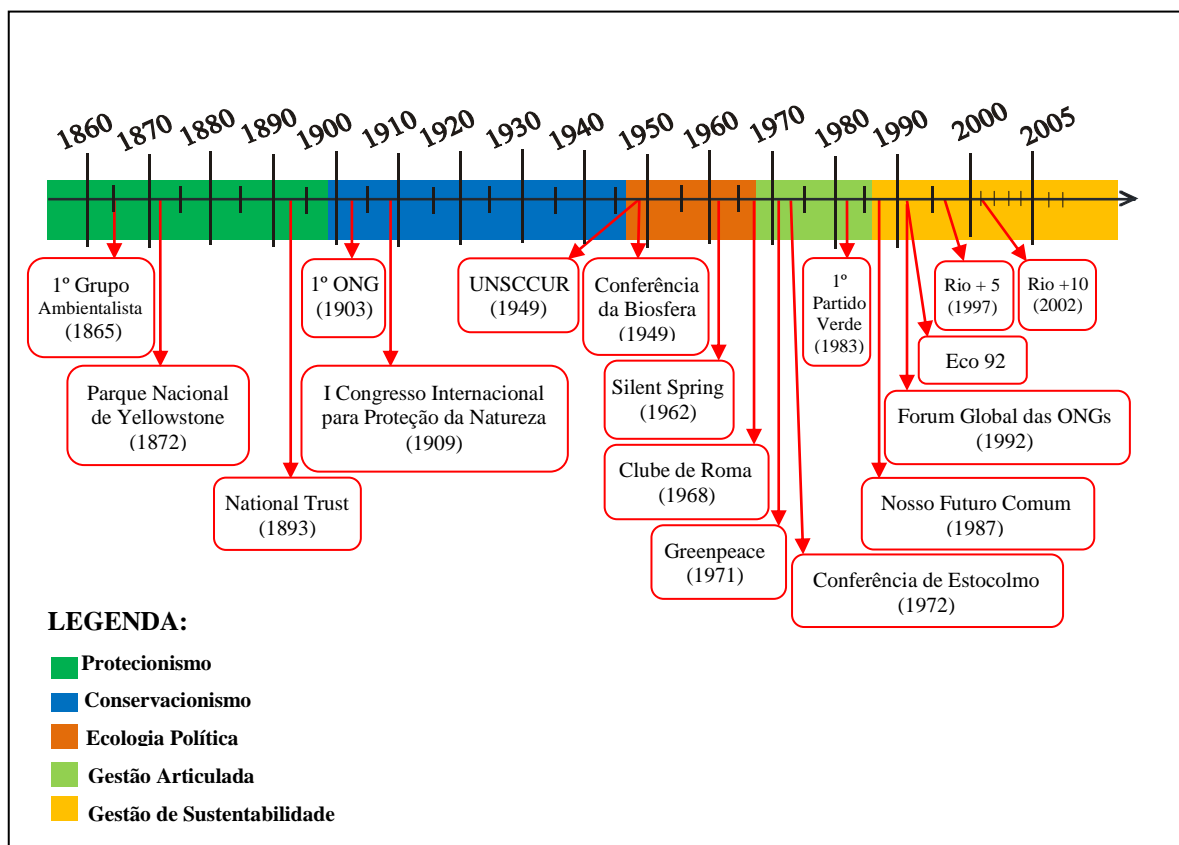 1860 1870 1880 1890 1900 1910 1920 1930 1940 1950 1960 1970 1980 1990 2000 2005
1º Grupo
Ambientalista
(1865)
Parque Nacional
de Yellowstone
(1872)
National Trust
(1893)
1º ONG
(1903)
I Congresso Internacional
para Proteção da Natureza
(1909)
UNSCCUR
(1949)
Conferência
da Biosfera
(1949)
Silent Spring
(1962)
Clube de Roma
(1968)
Greenpeace
(1971)
Conferência de Estocolmo
(1972)
1º
Partido
Verde
(1983)
Nosso Futuro Comum
(1987)
Forum Global das ONGs
(1992)
Eco 92
Rio + 5
(1997)
Rio +10
(2002)
LEGENDA:
Protecionismo
Conservacionismo
Ecologia Política
Gestão Articulada
Gestão de Sustentabilidade